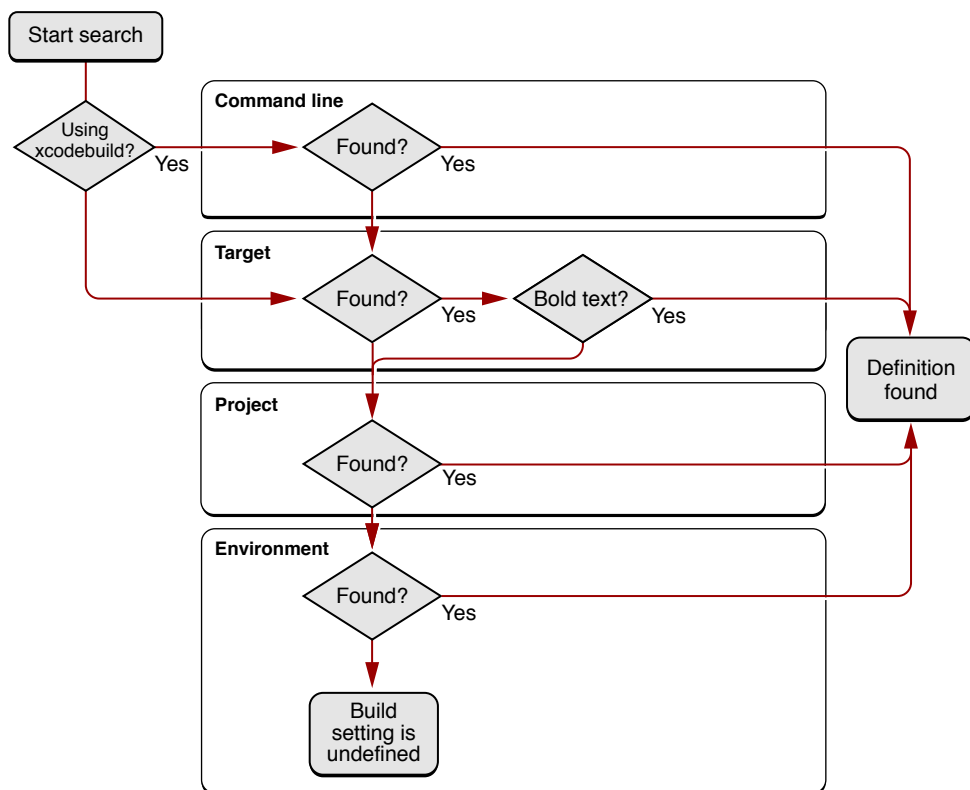 Start search
Using
xcodebuild?
Yes
Command line
Found?
Yes
Target
Found?
Yes
Bold text?
Yes
Definition
found
Project
Found?
Yes
Environment
Found?
Yes
Build
setting is
undefined